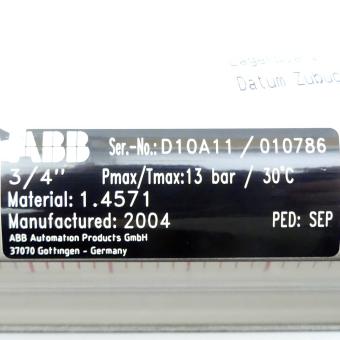 Datum Zubuc
ABB Ser.-No.: D10A11 / 010786
3/4" Pmax/Tmax: 13 bar / 30°C
Material: 1.4571
Manufactured: 2004 PED: SEP
ABB Automation Products GmbH
37070 Gottingen - Germany